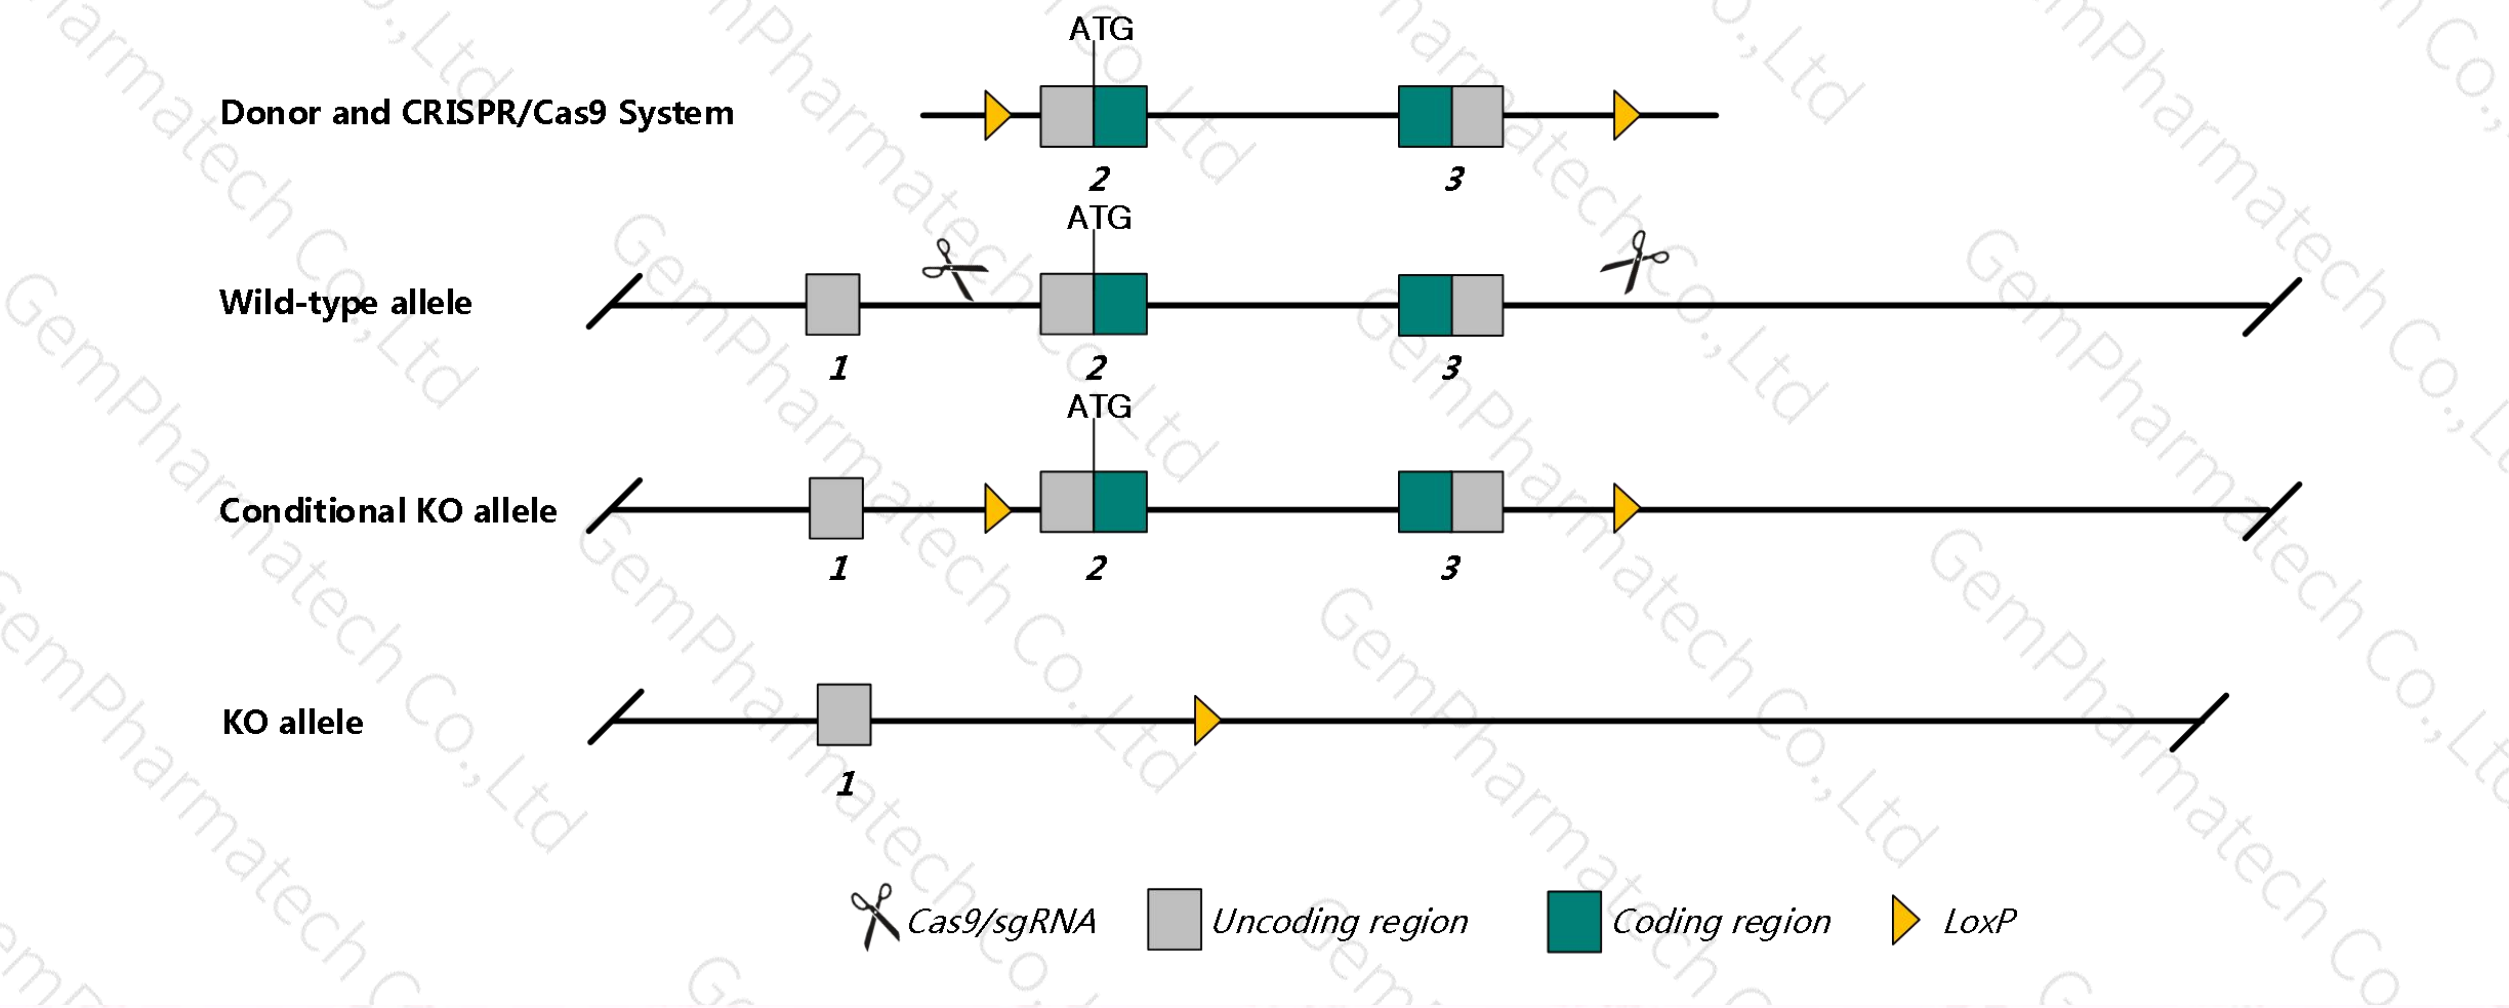 ATG
Donor and CRISPR/Cas9 System
2
3
ATG
Wild-type allele
1
2
3
ATG
Conditional KO allele
1
2
3
KO allele
1
Cas9/sgRNA
Uncoding region
Coding region
LoxP
GemPharmatech Co.,Ltd